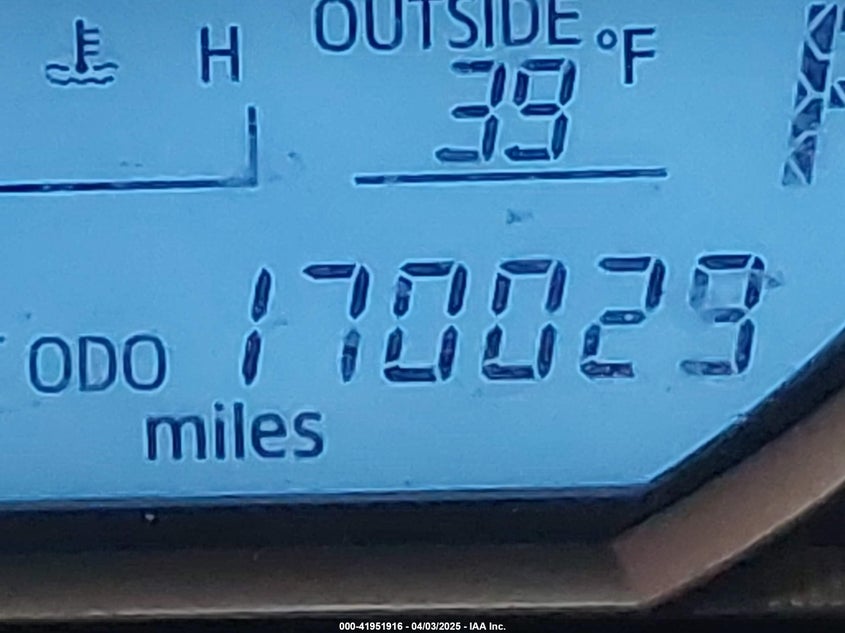 OUTSIDE
H
39 °F
ODO 170029
miles
000-41951916 - 04/03/2025 - IAA Inc.